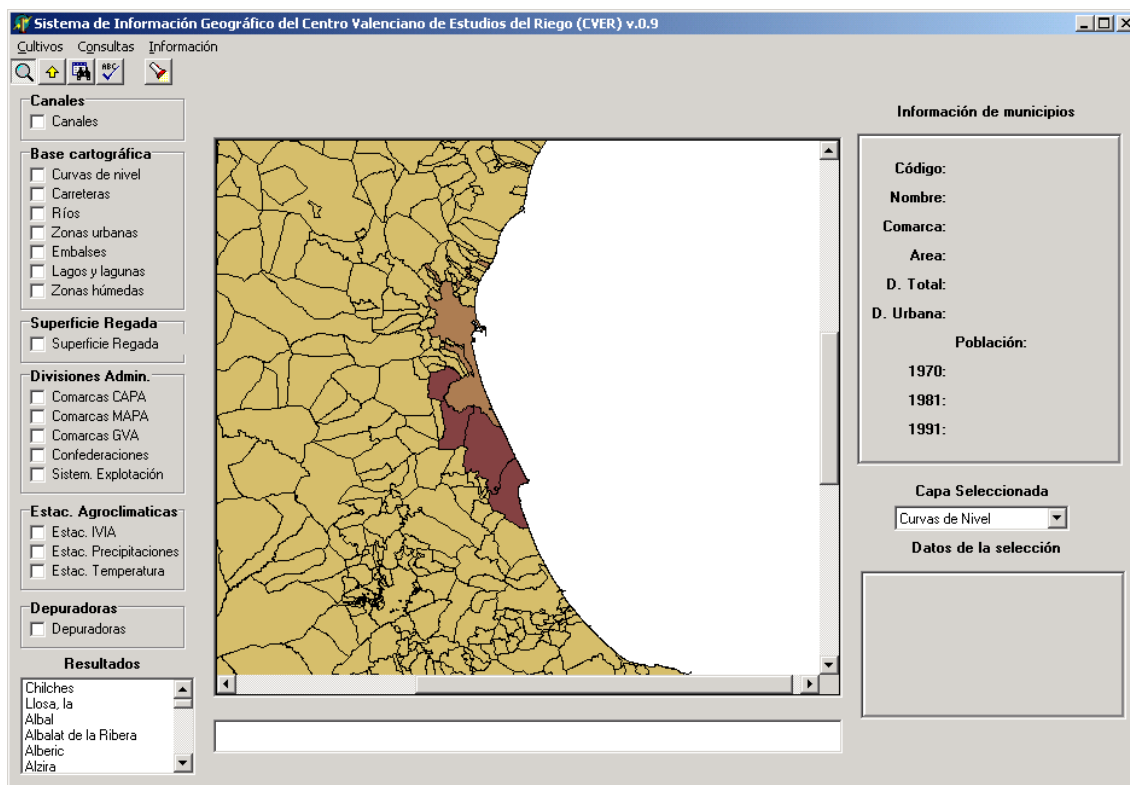 Sistema de Información Geográfico del Centro Valenciano de Estudios del Riego (CVER) v.0.9
Cultivos Consultas Información
ABC
Canales
Canales
Base cartográfica
Curvas de nivel
Carreteras
Ríos
Zonas urbanas
Embalses
Lagos y lagunas
Zonas húmedas
Superficie Regada
Superficie Regada
Divisiones Admin.
Comarcas CAPA
Comarcas MAPA
Comarcas GVA
Confederaciones
Sistem. Explotación
Estac. Agroclimaticas
Estac. IVIA
Estac. Precipitaciones
Estac. Temperatura
Depuradoras
Depuradoras
Resultados
Chilches
Llosa, la
Albal
Albalat de la Ribera
Alberic
Alzira
Información de municipios
Código:
Nombre:
Comarca:
Area:
D. Total:
D. Urbana:
Población:
1970:
1981:
1991:
Capa Seleccionada
Curvas de Nivel
Datos de la selección